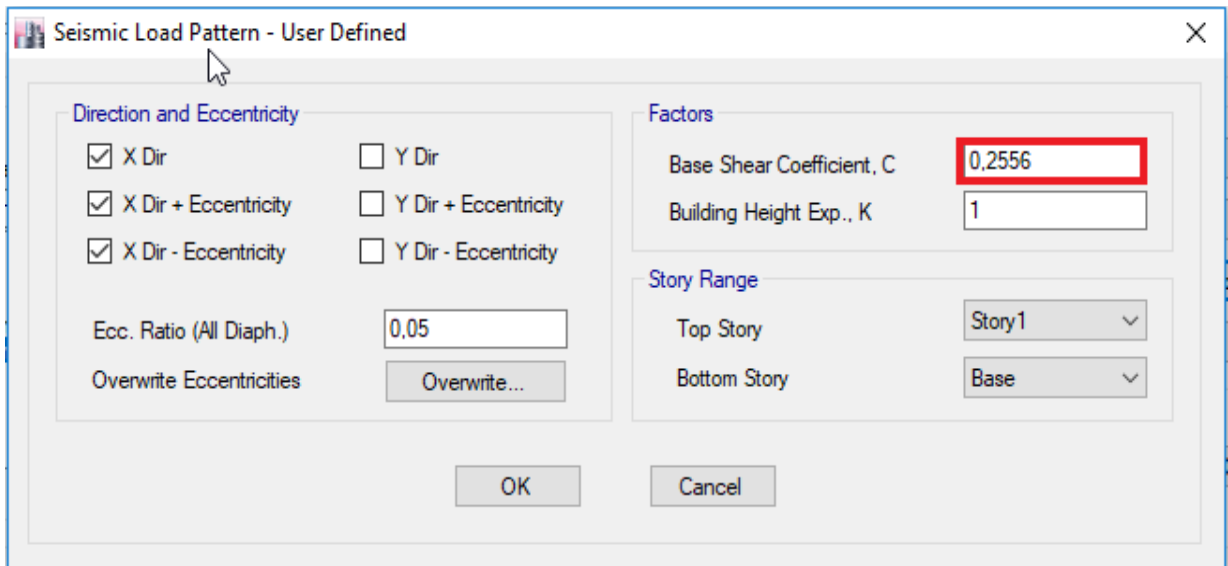 Seismic Load Pattern - User Defined
Direction and Eccentricity
X Dir
Y Dir
X Dir + Eccentricity
Y Dir + Eccentricity
X Dir - Eccentricity
Y Dir - Eccentricity
Ecc. Ratio (All Diaph.)
0,05
Overwrite Eccentricities
Overwrite...
Factors
Base Shear Coefficient, C
0,2556
Building Height Exp., K
1
Story Range
Top Story
Story1
Bottom Story
Base
OK
Cancel